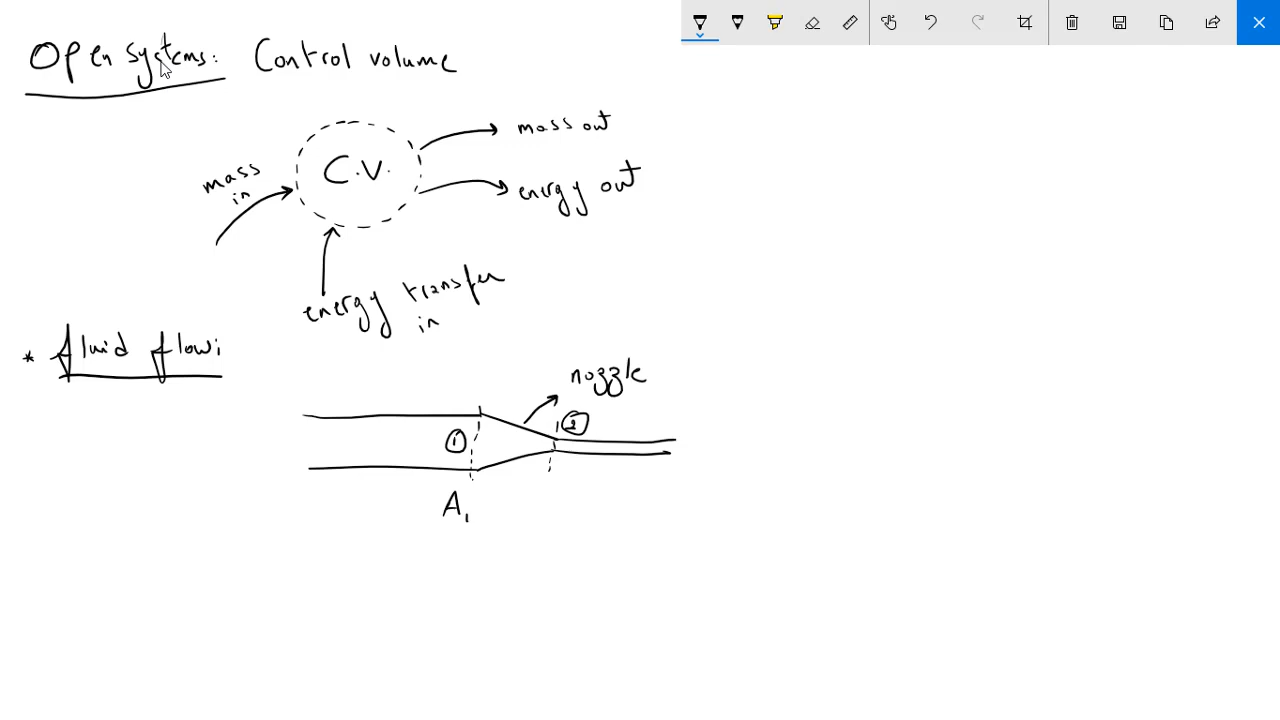 Open systems: Control volume
mass out
mass in
C.V.
energy out
energy transfer in
* fluid flow:
nozzle
① ②
A₁